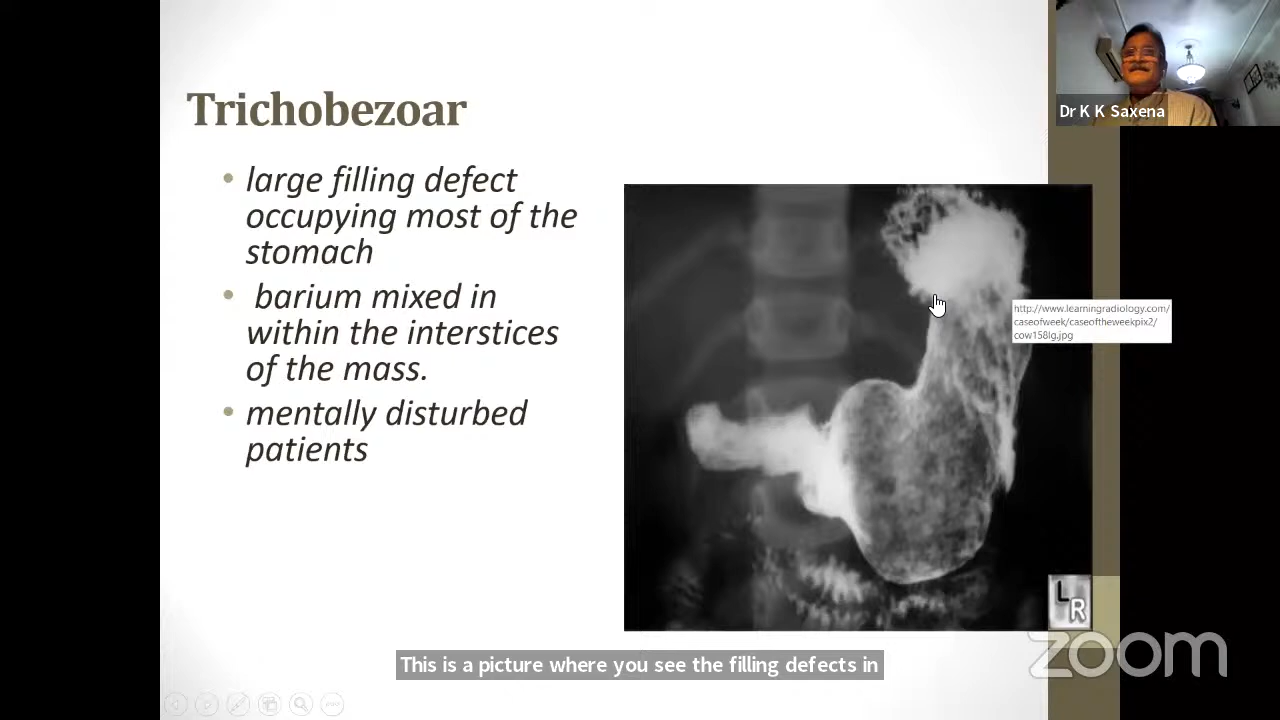 Trichobezoar
• large filling defect
occupying most of the
stomach
• barium mixed in
within the interstices
of the mass.
• mentally disturbed
patients
Dr K K Saxena
http://www.learningradiology.com/
caseofweek/caseoftheweekpix2/
cow158lg.jpg
L
R
This is a picture where you see the filling defects in
zoom